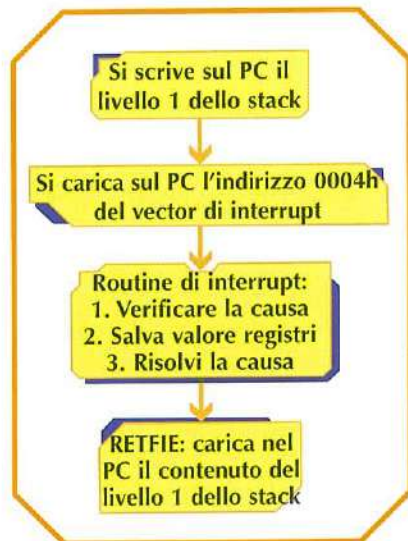 Si scrive sul PC il
livello 1 dello stack
Si carica sul PC l'indirizzo 0004h
del vector di interrupt
Routine di interrupt:
1. Verificare la causa
2. Salva valore registri
3. Risolvi la causa
RETFIE: carica nel
PC il contenuto del
livello 1 dello stack